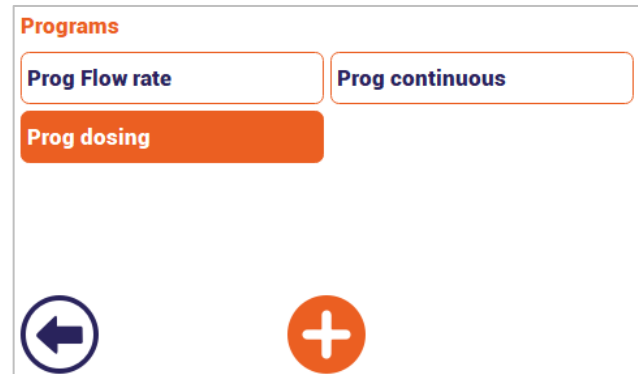 Programs
Prog Flow rate
Prog continuous
Prog dosing